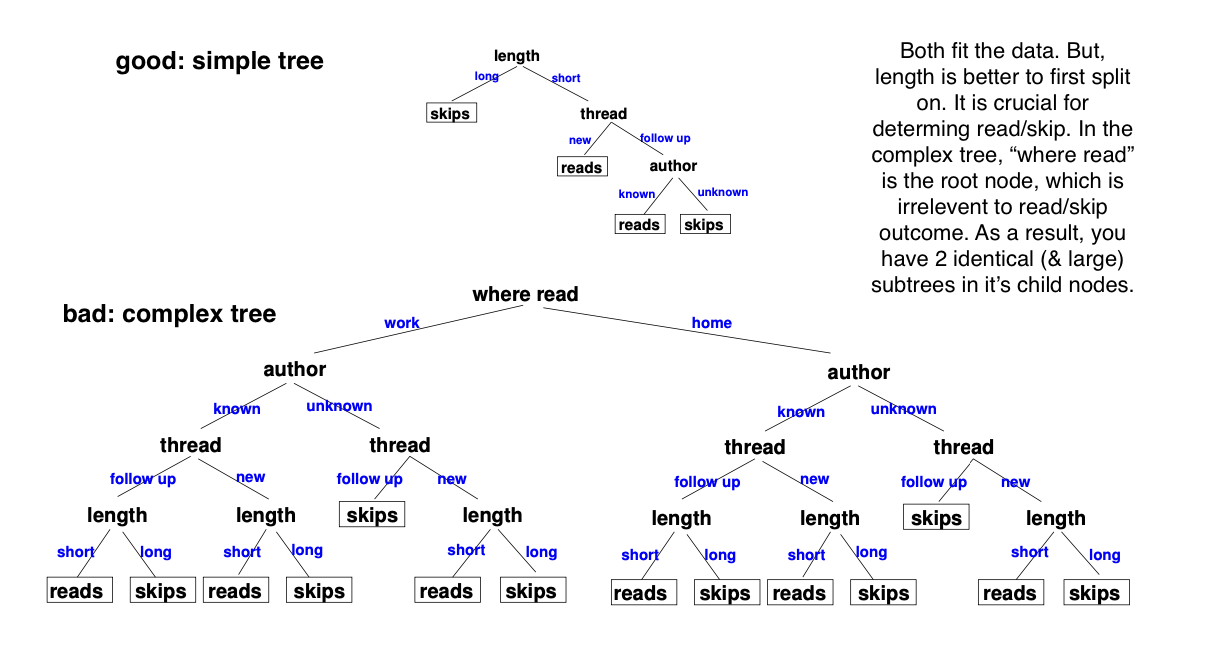 good: simple tree
length
long short
skips thread
new follow up
reads author
known unknown
reads skips
Both fit the data. But,
length is better to first split
on. It is crucial for
determing read/skip. In the
complex tree, “where read”
is the root node, which is
irrelevent to read/skip
outcome. As a result, you
have 2 identical (& large)
subtrees in it’s child nodes.
bad: complex tree
where read
work home
author author
known unknown known unknown
thread thread thread thread
follow up new follow up new follow up new follow up new
length length skips length length length skips length
short long short long short long short long short long short long
reads skips reads skips reads skips reads skips reads skips reads skips